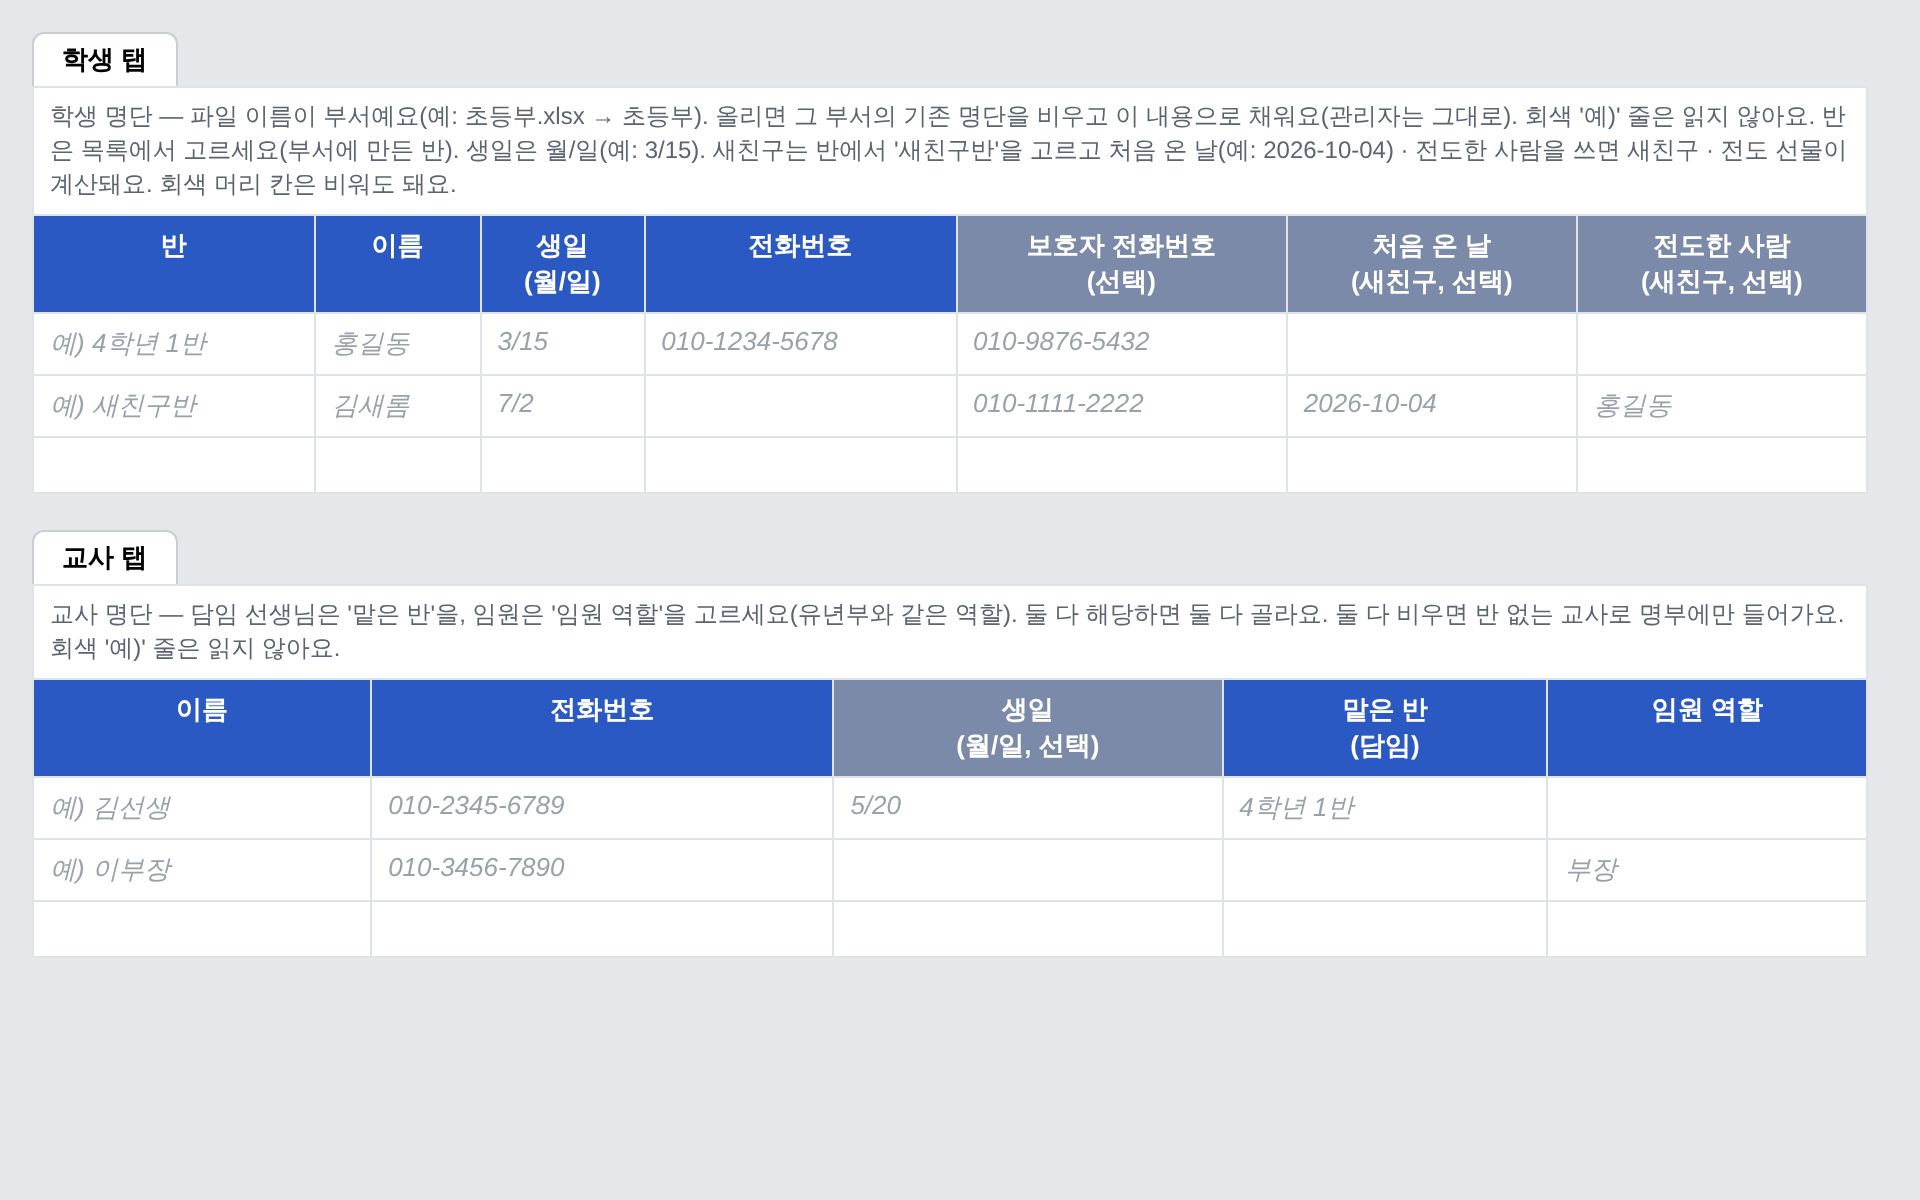 학생 탭
학생 명단 — 파일 이름이 부서예요(예: 초등부.xlsx → 초등부). 올리면 그 부서의 기존 명단을 비우고 이 내용으로 채워요(관리자는 그대로). 회색 '예)' 줄은 읽지 않아요. 반
은 목록에서 고르세요(부서에 만든 반). 생일은 월/일(예: 3/15). 새친구는 반에서 '새친구반'을 고르고 처음 온 날(예: 2026-10-04) · 전도한 사람을 쓰면 새친구 · 전도 선물이
계산돼요. 회색 머리 칸은 비워도 돼요.
반 이름 생일 전화번호 보호자 전화번호 처음 온 날 전도한 사람
(월/일) (선택) (새친구, 선택) (새친구, 선택)
예) 4학년 1반 홍길동 3/15 010-1234-5678 010-9876-5432
예) 새친구반 김새롬 7/2 010-1111-2222 2026-10-04 홍길동
교사 탭
교사 명단 — 담임 선생님은 '맡은 반'을, 임원은 '임원 역할'을 고르세요(유년부와 같은 역할). 둘 다 해당하면 둘 다 골라요. 둘 다 비우면 반 없는 교사로 명부에만 들어가요.
회색 '예)' 줄은 읽지 않아요.
이름 전화번호 생일 맡은 반 임원 역할
(월/일, 선택) (담임)
예) 김선생 010-2345-6789 5/20 4학년 1반
예) 이부장 010-3456-7890 부장